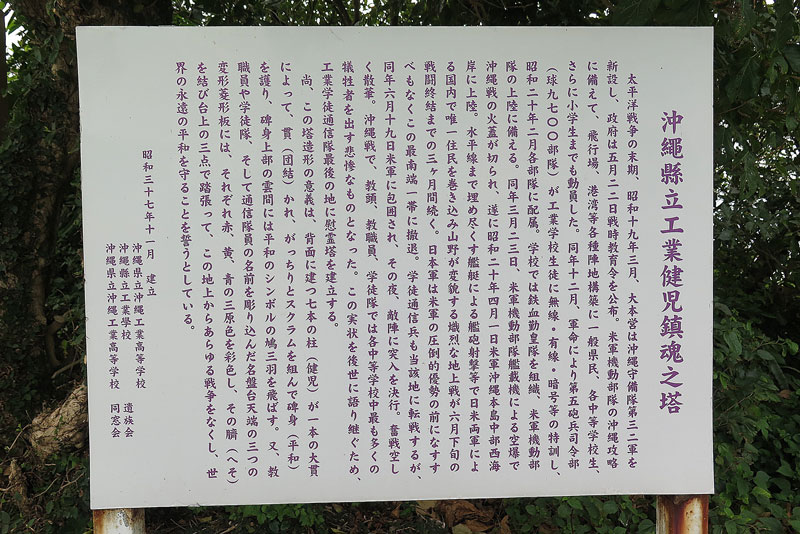 沖繩縣立工業健児鎮魂之塔
太平洋戦争の末期、昭和十九年三月、大本営は沖縄守備隊第三二軍を
新設し、政府は五月二二日戦時教育令を公布。米軍機動部隊の沖縄攻略
に備えて、飛行場、港湾等各種陣地構築に一般県民、各中等学校生、
さらに小学生までも動員した。同年十二月、軍命により第五砲兵司令部
(球九七〇〇部隊)が工業学校生徒に無線・有線・暗号等の特訓し、
昭和二十年二月各部隊に配属。学校では鉄血勤皇隊を組織、米軍機動部
隊の上陸に備える。同年三月二三日、米軍機動部隊艦載機による空爆で
沖縄戦の火蓋が切られ、遂に昭和二十年四月一日米軍沖縄本島中部西海
岸に上陸。水平線まで埋め尽くす艦艇による艦砲射撃等で日米両軍によ
る国内で唯一住民を巻き込み山野が変貌する熾烈な地上戦が六月下旬の
戦闘終結までの三ヶ月間続く。日本軍は米軍の圧倒的優勢の前になすす
べもなくこの最南端一帯に撤退。学徒通信兵も当該地に転戦するが、
同年六月十九日米軍に包囲され、その夜、敵陣に突入を決行。奮戦空し
く散華。沖縄戦で、教頭、教職員、学徒隊では各中等学校中最も多くの
犠牲者を出す悲惨なものとなった。この実状を後世に語り継ぐため、
工業学徒通信隊最後の地に慰霊塔を建立する。
尚、この塔造形の意義は、背面に建つ七本の柱(健児)が一本の大貫
によって、貫(団結)かれ、がっちりとスクラムを組んで碑身(平和)
を護り、碑身上部の雲間には平和のシンボルの鳩三羽を飛ばす。又、教
職員や学徒隊、そして通信隊員の名前を彫り込んだ名盤台天端の三つの
変形菱形板には、それぞれ赤、黄、青の三原色を彩色し、その臍(へそ)
を結び台上の三点で踏張って、この地上からあらゆる戦争をなくし、世
界の永遠の平和を守ることを誓うとしている。
昭和三十七年十一月 建立
沖縄県立沖縄工業高等学校 遺族会
沖繩縣立工業學校
沖縄県立沖縄工業高等学校 同窓会